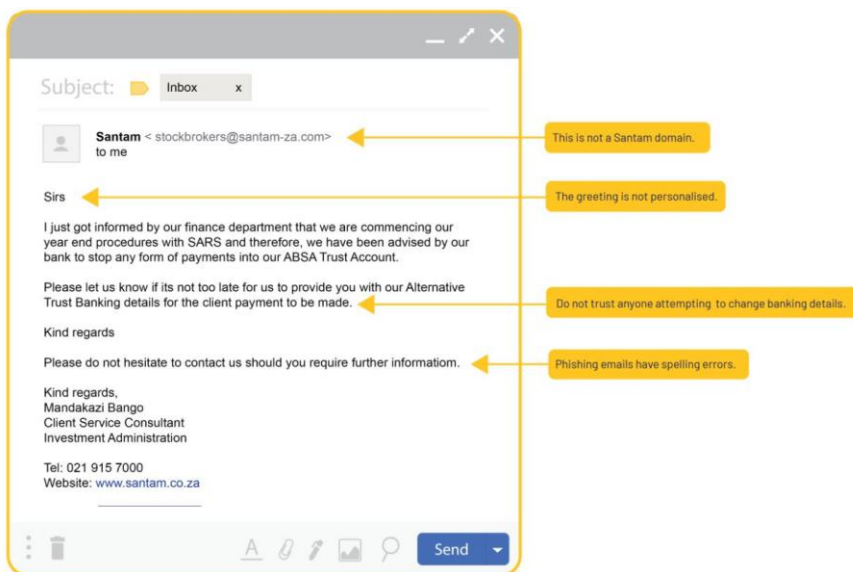 Subject:
Inbox x
Santam < stockbrokers@santam-za.com>
This is not a Santam domain.
to me
Sirs
The greeting is not personalised.
I just got informed by our finance department that we are commencing our
year end procedures with SARS and therefore, we have been advised by our
bank to stop any form of payments into our ABSA Trust Account.
Please let us know if its not too late for us to provide you with our Alternative
Trust Banking details for the client payment to be made.
Do not trust anyone attempting to change banking details.
Kind regards
Please do not hesitate to contact us should you require further informatiom.
Phishing emails have spelling errors.
Kind regards,
Mandakazi Bango
Client Service Consultant
Investment Administration
Tel: 021 915 7000
Website: www.santam.co.za
A
Send